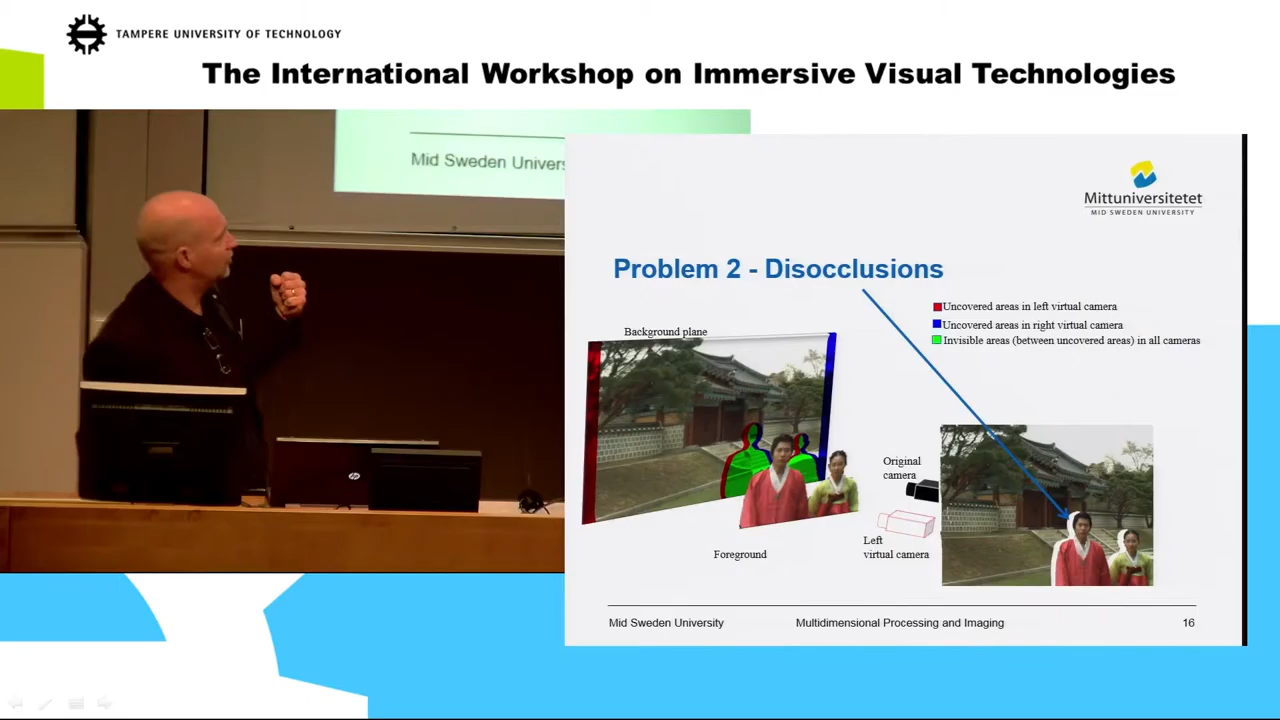 TAMPERE UNIVERSITY OF TECHNOLOGY
The International Workshop on Immersive Visual Technologies
Mid Sweden Univers
Mittuniversitetet
MID SWEDEN UNIVERSITY
Problem 2 - Disocclusions
Uncovered areas in left virtual camera
Uncovered areas in right virtual camera
Invisible areas (between uncovered areas) in all cameras
Background plane
Original
camera
Left
virtual camera
Foreground
Mid Sweden University
Multidimensional Processing and Imaging
16
hp